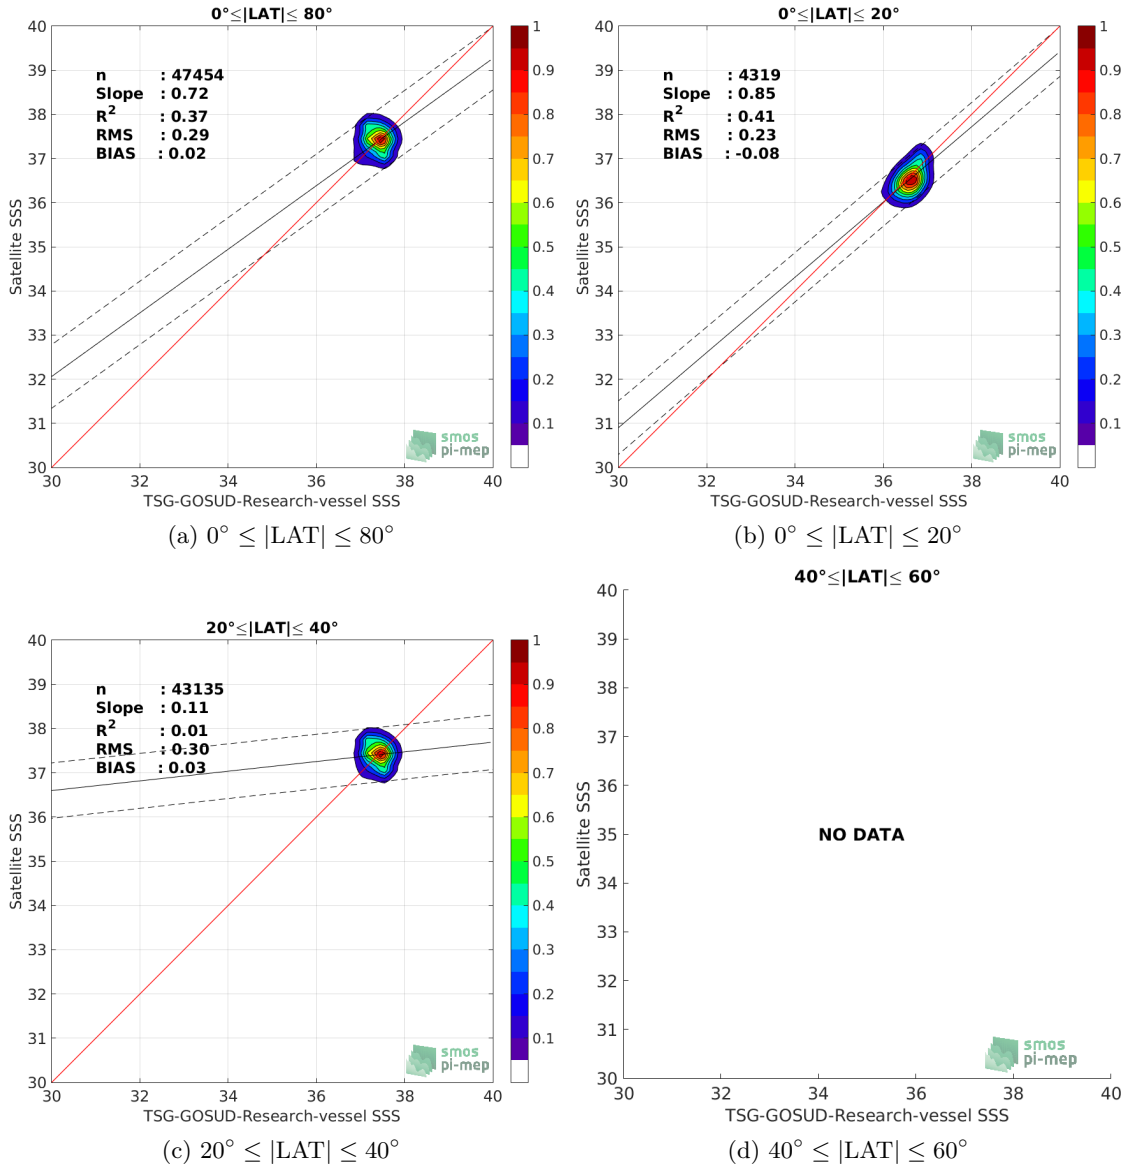 0°≤|LAT|≤ 80°
40
39
38
37
36
35
34
33
32
31
30
Satellite SSS
n : 47454
Slope : 0.72
R2 : 0.37
RMS : 0.29
BIAS : 0.02
smos
pi-mep
30 32 34 36 38 40
TSG-GOSUD-Research-vessel SSS
1
0.9
0.8
0.7
0.6
0.5
0.4
0.3
0.2
0.1
(a) 0° ≤ |LAT| ≤ 80°
0°≤|LAT|≤ 20°
40
39
38
37
36
35
34
33
32
31
30
Satellite SSS
n : 4319
Slope : 0.85
R2 : 0.41
RMS : 0.23
BIAS : -0.08
smos
pi-mep
30 32 34 36 38 40
TSG-GOSUD-Research-vessel SSS
1
0.9
0.8
0.7
0.6
0.5
0.4
0.3
0.2
0.1
(b) 0° ≤ |LAT| ≤ 20°
20°≤|LAT|≤ 40°
40
39
38
37
36
35
34
33
32
31
30
Satellite SSS
n : 43135
Slope : 0.11
R2 : 0.01
RMS : 0.30
BIAS : 0.03
smos
pi-mep
30 32 34 36 38 40
TSG-GOSUD-Research-vessel SSS
1
0.9
0.8
0.7
0.6
0.5
0.4
0.3
0.2
0.1
(c) 20° ≤ |LAT| ≤ 40°
40°≤|LAT|≤ 60°
40
39
38
37
36
35
34
33
32
31
30
Satellite SSS
NO DATA
smos
pi-mep
30 32 34 36 38 40
TSG-GOSUD-Research-vessel SSS
(d) 40° ≤ |LAT| ≤ 60°